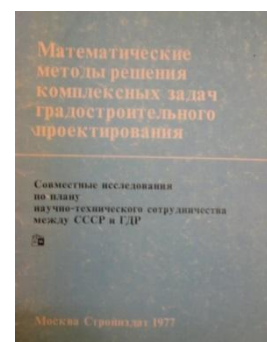 Математические
методы решения
комплексных задач
градостроительного
проектирования
Совместные исследования
по плану
научно-технического сотрудничества
между СССР и ГДР
Москва Стройиздат 1977